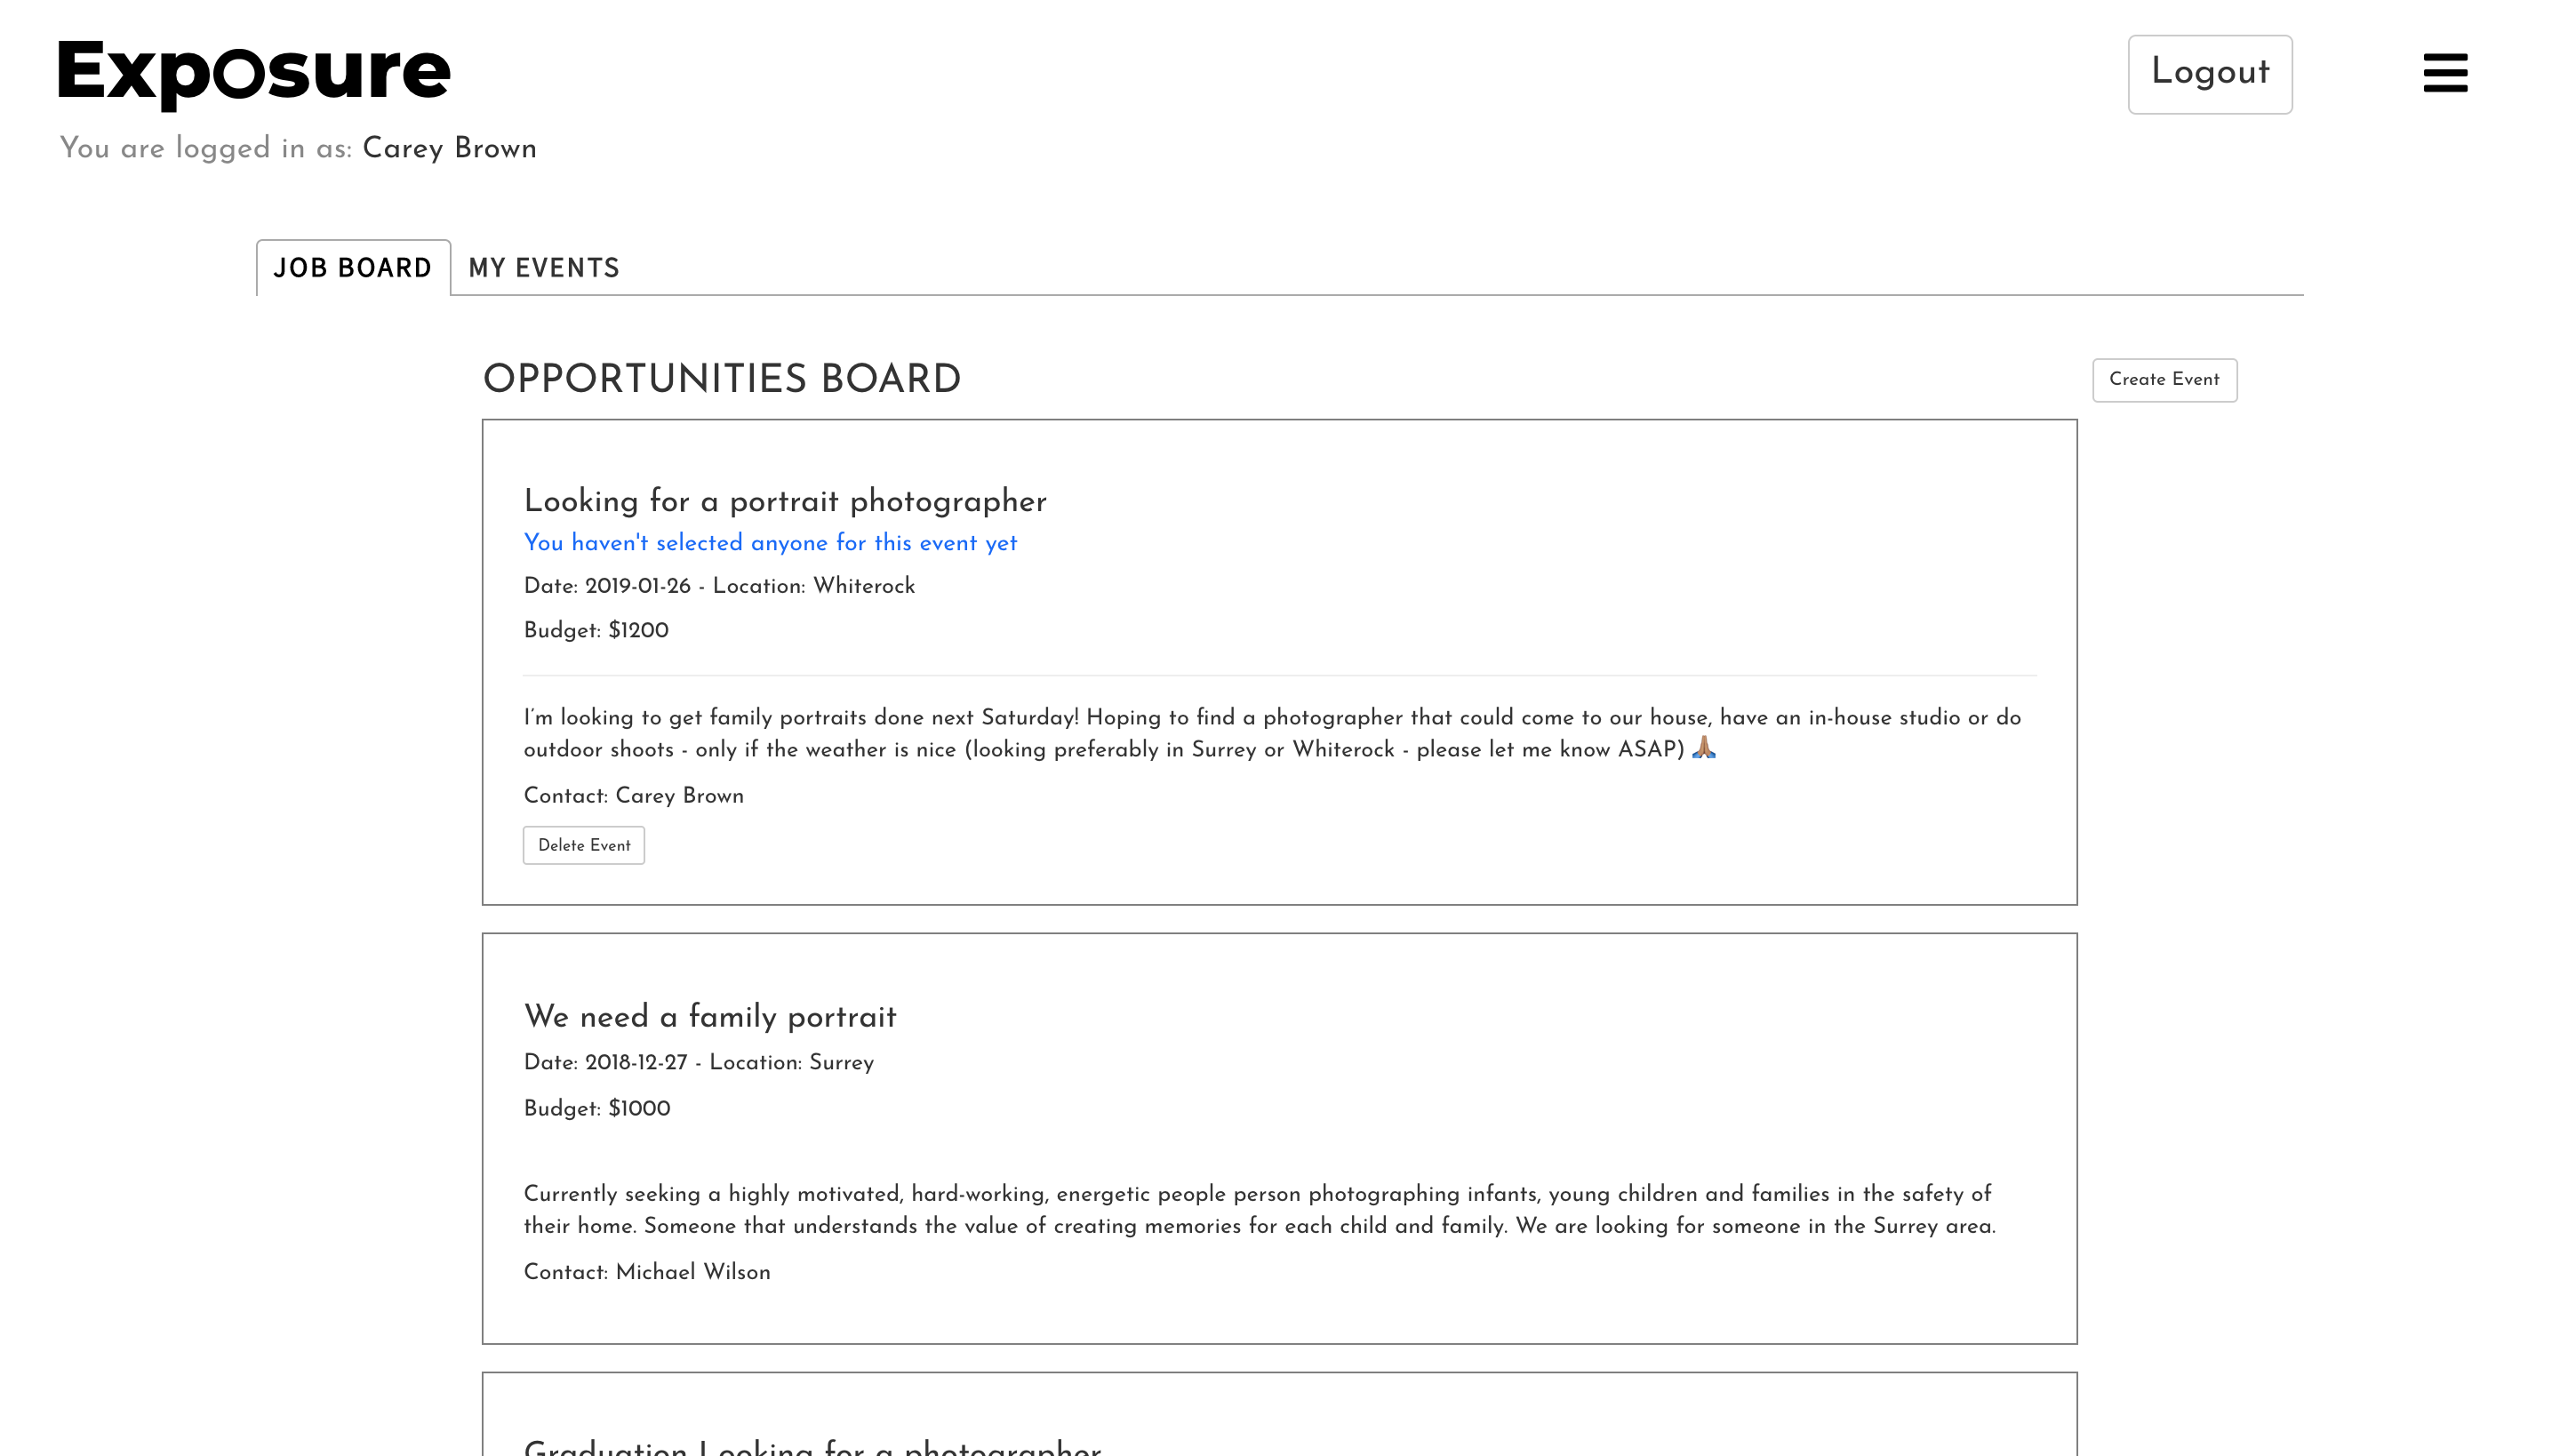 Exposure
Logout
You are logged in as: Carey Brown
JOB BOARD
MY EVENTS
OPPORTUNITIES BOARD
Create Event
Looking for a portrait photographer
You haven't selected anyone for this event yet
Date: 2019-01-26 - Location: Whiterock
Budget: $1200
I'm looking to get family portraits done next Saturday! Hoping to find a photographer that could come to our house, have an in-house studio or do
outdoor shoots - only if the weather is nice (looking preferably in Surrey or Whiterock - please let me know ASAP) 🙏🏽
Contact: Carey Brown
Delete Event
We need a family portrait
Date: 2018-12-27 - Location: Surrey
Budget: $1000
Currently seeking a highly motivated, hard-working, energetic people person photographing infants, young children and families in the safety of
their home. Someone that understands the value of creating memories for each child and family. We are looking for someone in the Surrey area.
Contact: Michael Wilson
Graduation Looking for a photographer